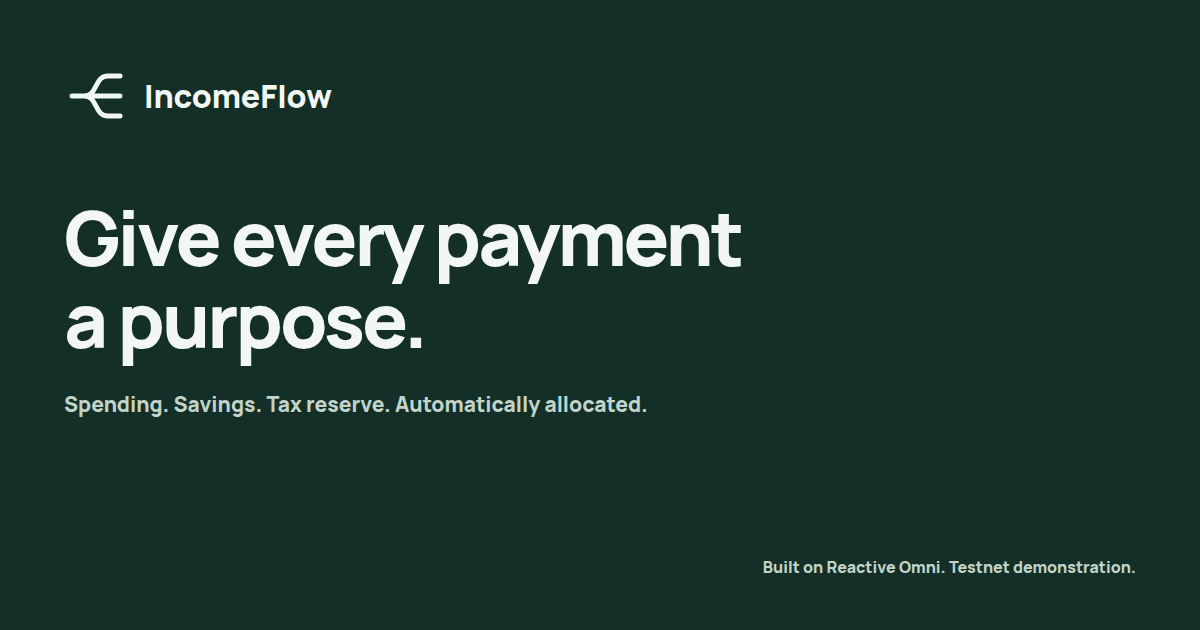 IncomeFlow
Give every payment
a purpose.
Spending. Savings. Tax reserve. Automatically allocated.
Built on Reactive Omni. Testnet demonstration.